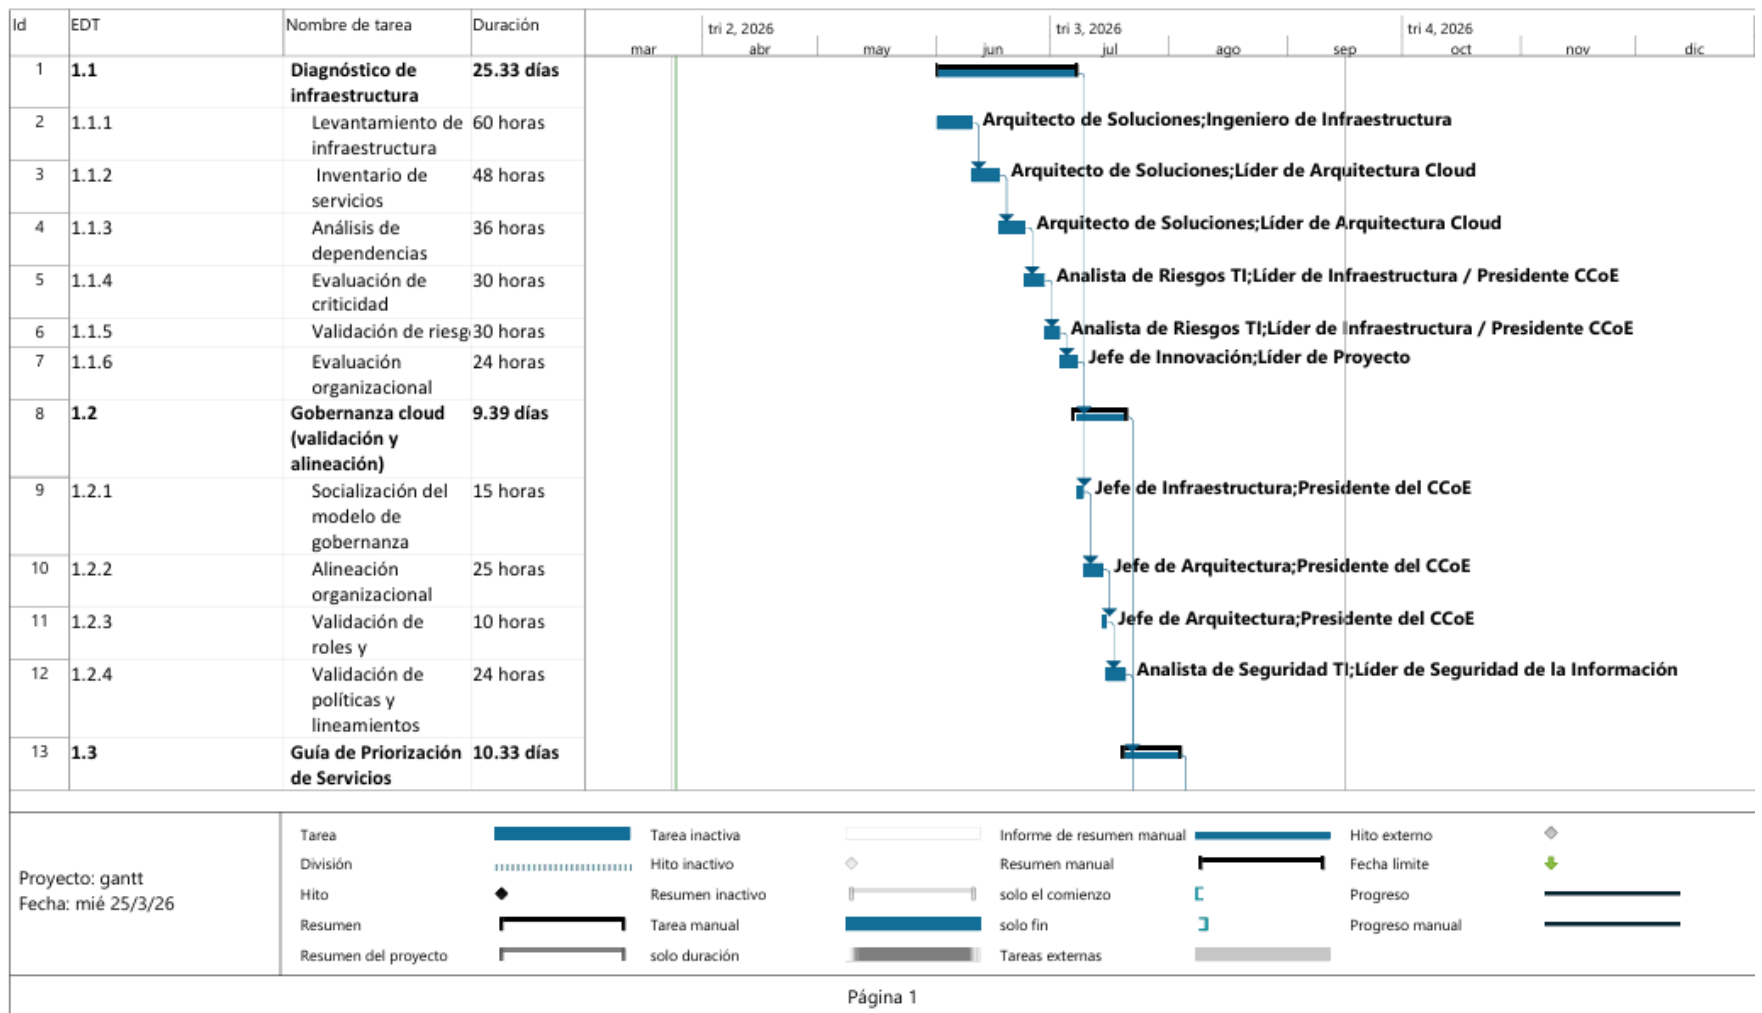 Id EDT Nombre de tarea Duración
tri 2, 2026 tri 3, 2026 tri 4, 2026
mar abr may jun jul ago sep oct nov dic
1 1.1 Diagnóstico de 25.33 días
infraestructura
2 1.1.1 Levantamiento de 60 horas Arquitecto de Soluciones;Ingeniero de Infraestructura
infraestructura
3 1.1.2 Inventario de 48 horas Arquitecto de Soluciones;Líder de Arquitectura Cloud
servicios
4 1.1.3 Análisis de 36 horas Arquitecto de Soluciones;Líder de Arquitectura Cloud
dependencias
5 1.1.4 Evaluación de 30 horas Analista de Riesgos TI;Líder de Infraestructura / Presidente CCoE
criticidad
6 1.1.5 Validación de riesg 30 horas Analista de Riesgos TI;Líder de Infraestructura / Presidente CCoE
7 1.1.6 Evaluación 24 horas Jefe de Innovación;Líder de Proyecto
organizacional
8 1.2 Gobernanza cloud 9.39 días
(validación y
alineación)
9 1.2.1 Socialización del 15 horas Jefe de Infraestructura;Presidente del CCoE
modelo de
gobernanza
10 1.2.2 Alineación 25 horas Jefe de Arquitectura;Presidente del CCoE
organizacional
11 1.2.3 Validación de 10 horas Jefe de Arquitectura;Presidente del CCoE
roles y
12 1.2.4 Validación de 24 horas Analista de Seguridad TI;Líder de Seguridad de la Información
políticas y
lineamientos
13 1.3 Guía de Priorización 10.33 días
de Servicios
Proyecto: gantt
Fecha: mié 25/3/26
Tarea Tarea inactiva Informe de resumen manual Hito externo
División Hito inactivo Resumen manual Fecha límite
Hito Resumen inactivo solo el comienzo Progreso
Resumen Tarea manual solo fin Progreso manual
Resumen del proyecto solo duración Tareas externas
Página 1